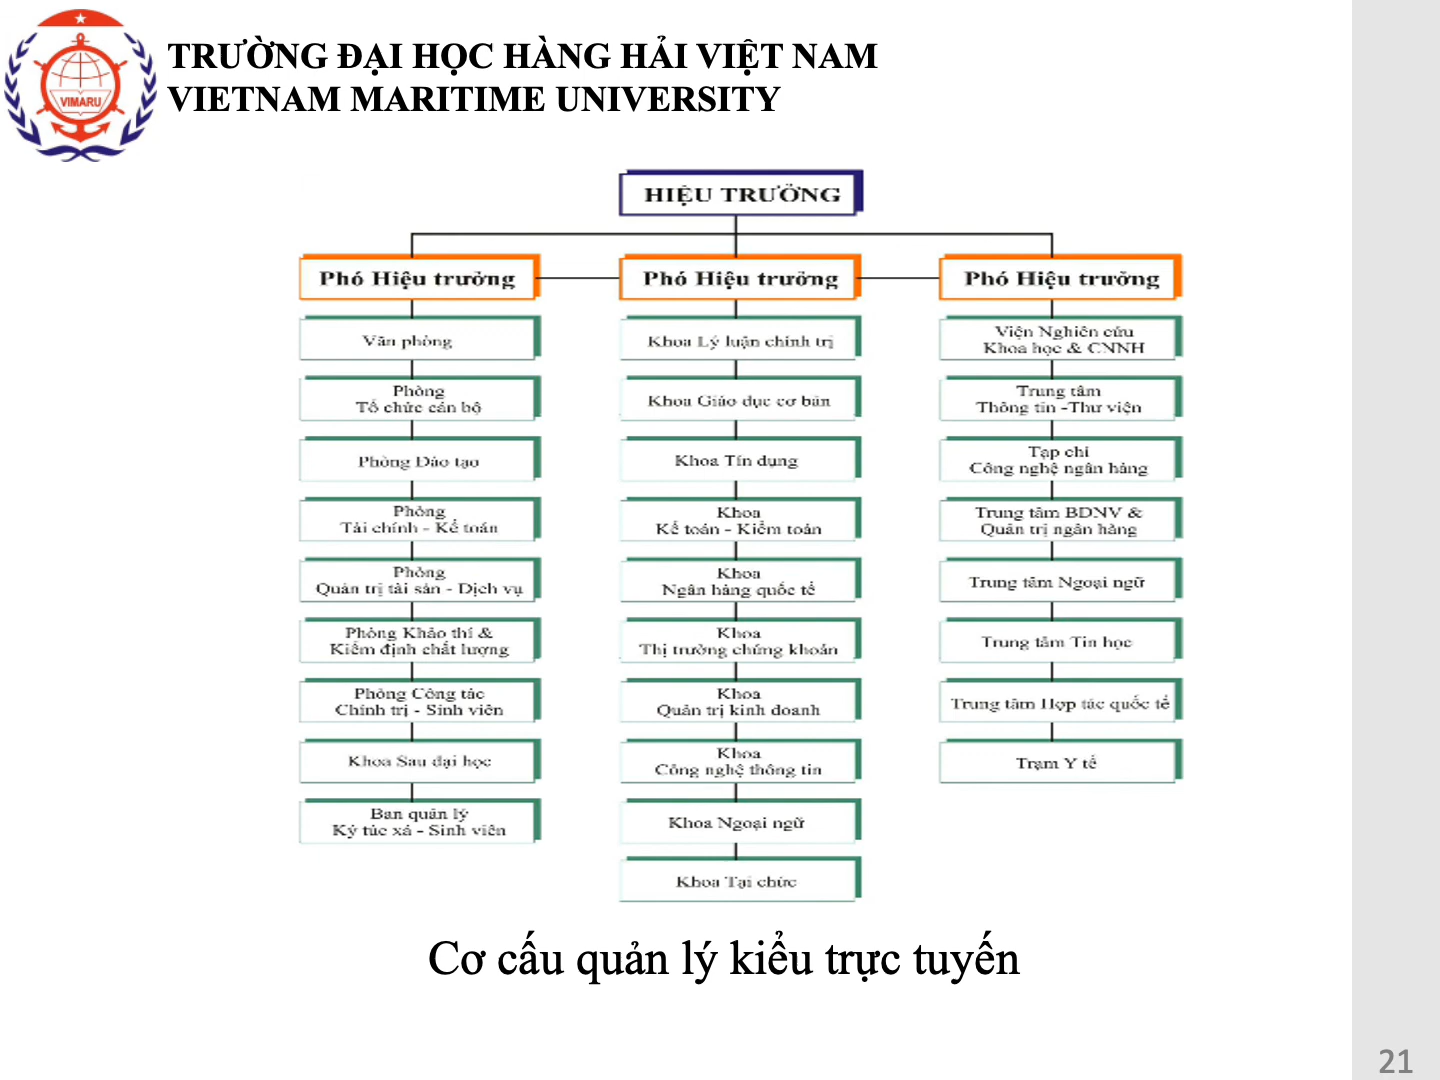 TRƯỜNG ĐẠI HỌC HÀNG HẢI VIỆT NAM
VIETNAM MARITIME UNIVERSITY
VIMARU
HIỆU TRƯỞNG
Phó Hiệu trưởng
Văn phòng
Phòng
Tổ chức cán bộ
Phòng Đào tạo
Phòng
Tài chính - Kế toán
Phòng
Quản trị tài sản - Dịch vụ
Phòng Khảo thí &
Kiểm định chất lượng
Phòng Công tác
Chính trị - Sinh viên
Khoa Sau đại học
Ban quản lý
Ký túc xá - Sinh viên
Phó Hiệu trưởng
Khoa Lý luận chính trị
Khoa Giáo dục cơ bản
Khoa Tín dụng
Khoa
Kế toán - Kiểm toán
Khoa
Ngân hàng quốc tế
Khoa
Thị trường chứng khoán
Khoa
Quản trị kinh doanh
Khoa
Công nghệ thông tin
Khoa Ngoại ngữ
Khoa Tại chức
Phó Hiệu trưởng
Viện Nghiên cứu
Khoa học & CNNH
Trung tâm
Thông tin -Thư viện
Tạp chí
Công nghệ ngân hàng
Trung tâm BDNV &
Quản trị ngân hàng
Trung tâm Ngoại ngữ
Trung tâm Tin học
Trung tâm Hợp tác quốc tế
Trạm Y tế
Cơ cấu quản lý kiểu trực tuyến
21